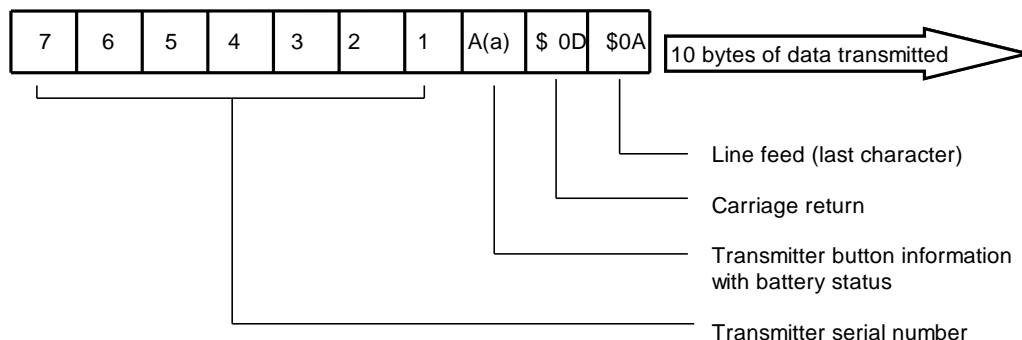 7 6 5 4 3 2 1 A(a) $ 0D $0A
10 bytes of data transmitted
Line feed (last character)
Carriage return
Transmitter button information
with battery status
Transmitter serial number